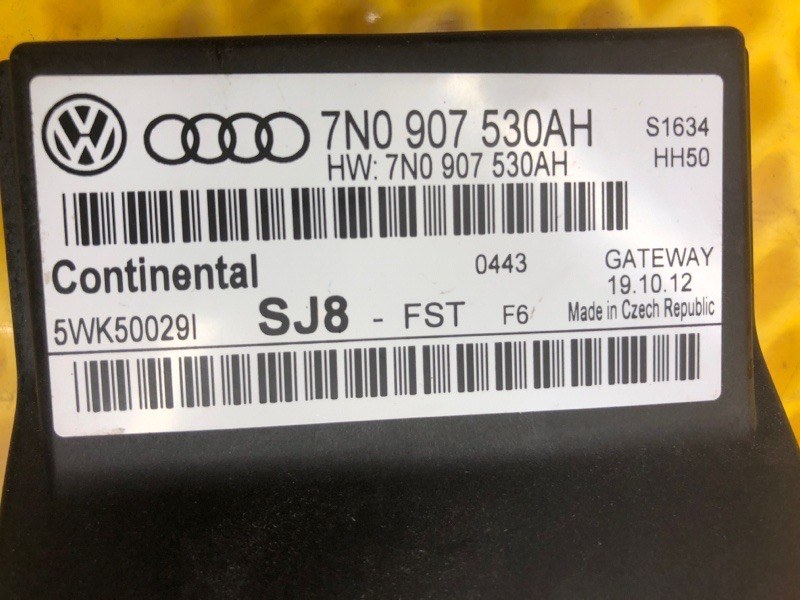 7N0 907 530AH S1634
HW: 7N0 907 530AH HH50
Continental 0443 GATEWAY
19.10.12
5WK50029I SJ8 - FST F6 Made in Czech Republic